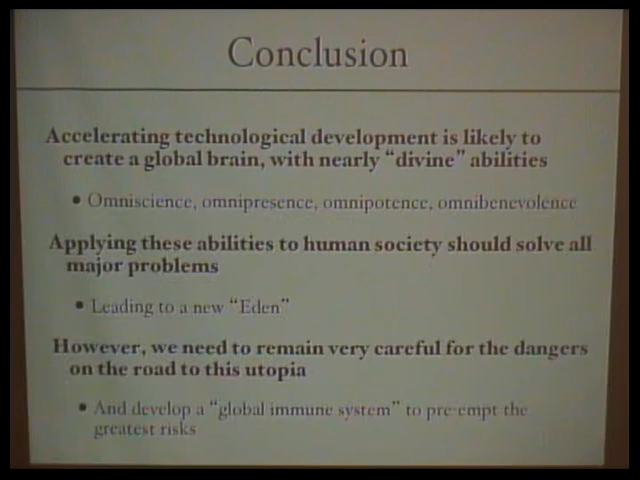 Conclusion
Accelerating technological development is likely to
create a global brain, with nearly “divine” abilities
• Omniscience, omnipresence, omnipotence, omnibenevolence
Applying these abilities to human society should solve all
major problems
• Leading to a new “Eden”
However, we need to remain very careful for the dangers
on the road to this utopia
• And develop a “global immune system” to pre-empt the
greatest risks